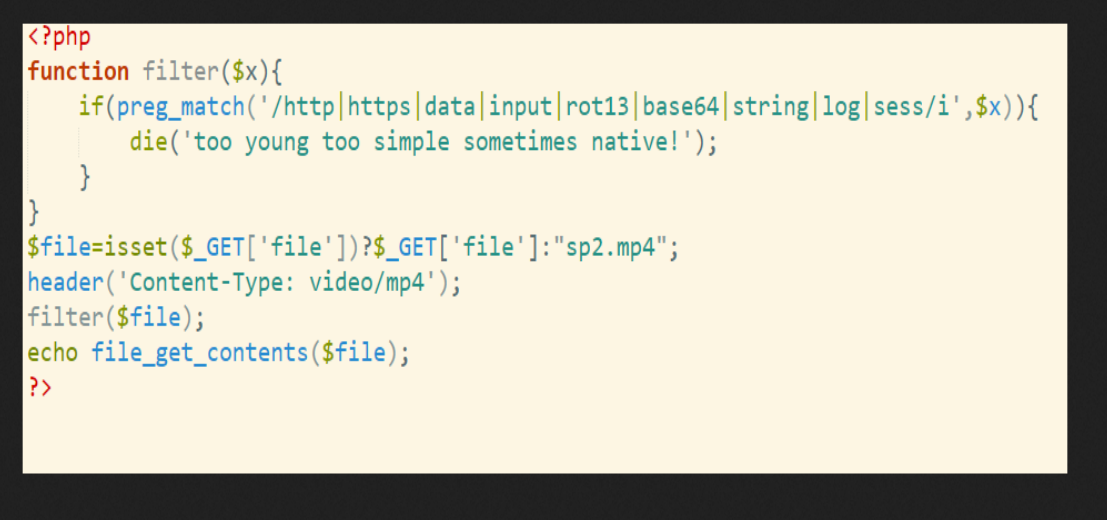 <?php
function filter($x){
    if(preg_match('/http|https|data|input|rot13|base64|string|log|sess/i',$x)){
        die('too young too simple sometimes native!');
    }
}
$file=isset($_GET['file'])?$_GET['file']:"sp2.mp4";
header('Content-Type: video/mp4');
filter($file);
echo file_get_contents($file);
?>